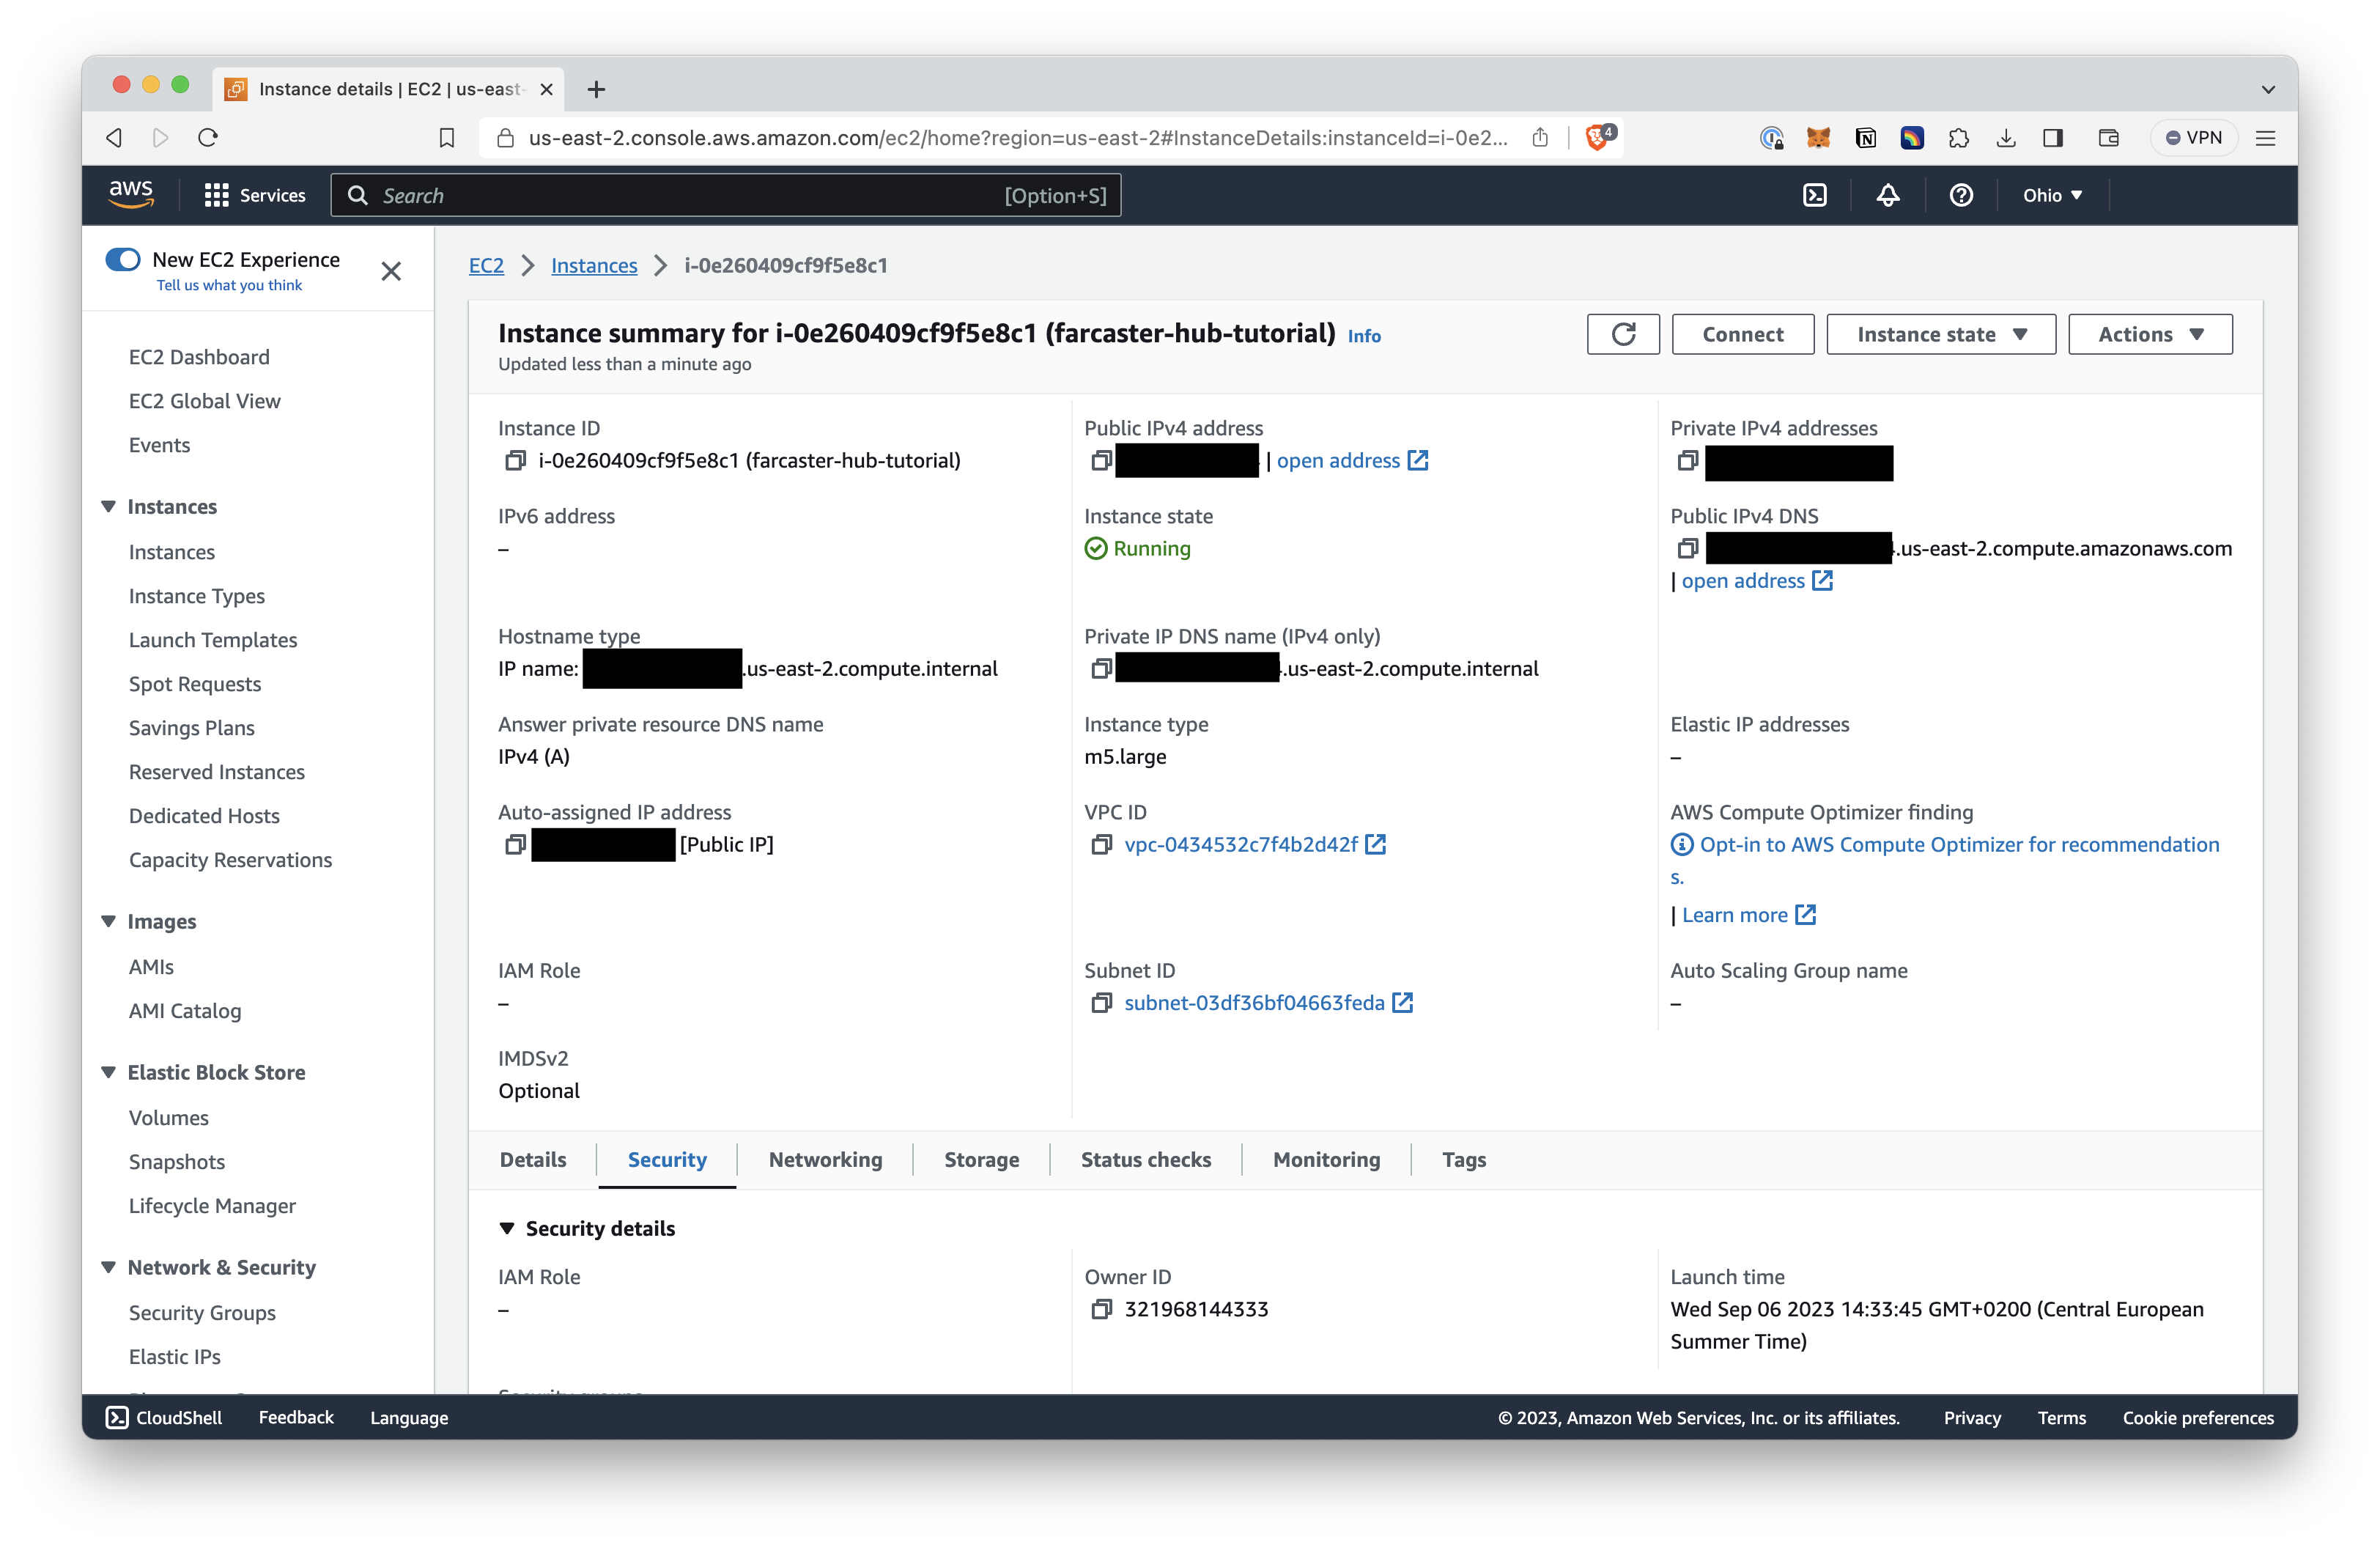 Instance details | EC2 | us-east-
us-east-2.console.aws.amazon.com/ec2/home?region=us-east-2#InstanceDetails:instanceId=i-0e2...
4
VPN
aws
Services
Search
[Option+S]
Ohio
New EC2 Experience
Tell us what you think
EC2 Dashboard
EC2 Global View
Events
Instances
Instances
Instance Types
Launch Templates
Spot Requests
Savings Plans
Reserved Instances
Dedicated Hosts
Capacity Reservations
Images
AMIs
AMI Catalog
Elastic Block Store
Volumes
Snapshots
Lifecycle Manager
Network & Security
Security Groups
Elastic IPs
EC2 > Instances > i-0e260409cf9f5e8c1
Instance summary for i-0e260409cf9f5e8c1 (farcaster-hub-tutorial) Info
Updated less than a minute ago
Connect
Instance state
Actions
Instance ID
i-0e260409cf9f5e8c1 (farcaster-hub-tutorial)
Public IPv4 address
| open address
Private IPv4 addresses
IPv6 address
–
Instance state
Running
Public IPv4 DNS
.us-east-2.compute.amazonaws.com
| open address
Hostname type
IP name: .us-east-2.compute.internal
Private IP DNS name (IPv4 only)
.us-east-2.compute.internal
Answer private resource DNS name
IPv4 (A)
Instance type
m5.large
Elastic IP addresses
–
Auto-assigned IP address
[Public IP]
VPC ID
vpc-0434532c7f4b2d42f
AWS Compute Optimizer finding
Opt-in to AWS Compute Optimizer for recommendation
s.
| Learn more
IAM Role
–
Subnet ID
subnet-03df36bf04663feda
Auto Scaling Group name
–
IMDSv2
Optional
Details
Security
Networking
Storage
Status checks
Monitoring
Tags
Security details
IAM Role
–
Owner ID
321968144333
Launch time
Wed Sep 06 2023 14:33:45 GMT+0200 (Central European
Summer Time)
CloudShell
Feedback
Language
© 2023, Amazon Web Services, Inc. or its affiliates.
Privacy
Terms
Cookie preferences